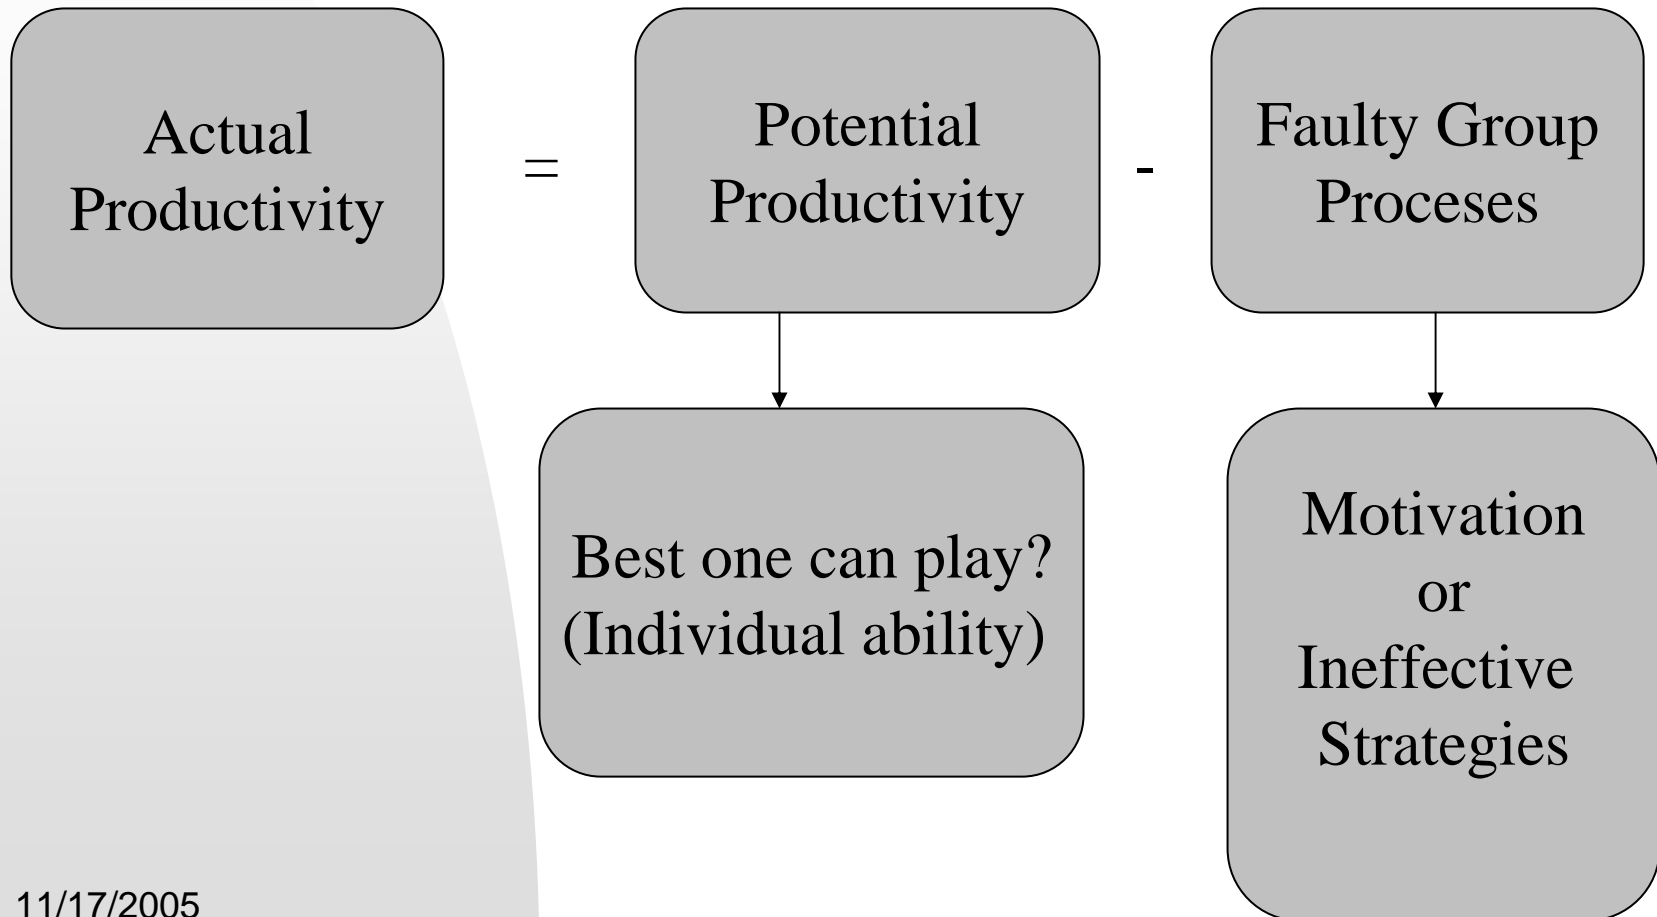 Actual
Productivity
=
Potential
Productivity
-
Faulty Group
Proceses
Best one can play?
(Individual ability)
Motivation
or
Ineffective
Strategies
11/17/2005